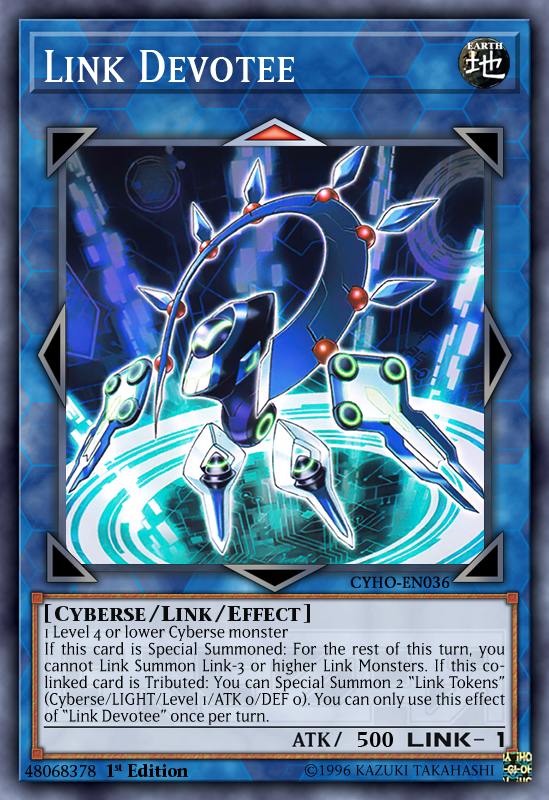 LINK DEVOTEE
EARTH
地
CYHO-EN036
[CYBERSE/LINK/EFFECT]
1 Level 4 or lower Cyberse monster
If this card is Special Summoned: For the rest of this turn, you
cannot Link Summon Link-3 or higher Link Monsters. If this co-
linked card is Tributed: You can Special Summon 2 "Link Tokens"
(Cyberse/LIGHT/Level 1/ATK 0/DEF 0). You can only use this effect
of "Link Devotee" once per turn.
ATK/ 500 LINK- 1
48068378 1st Edition ©1996 KAZUKI TAKAHASHI